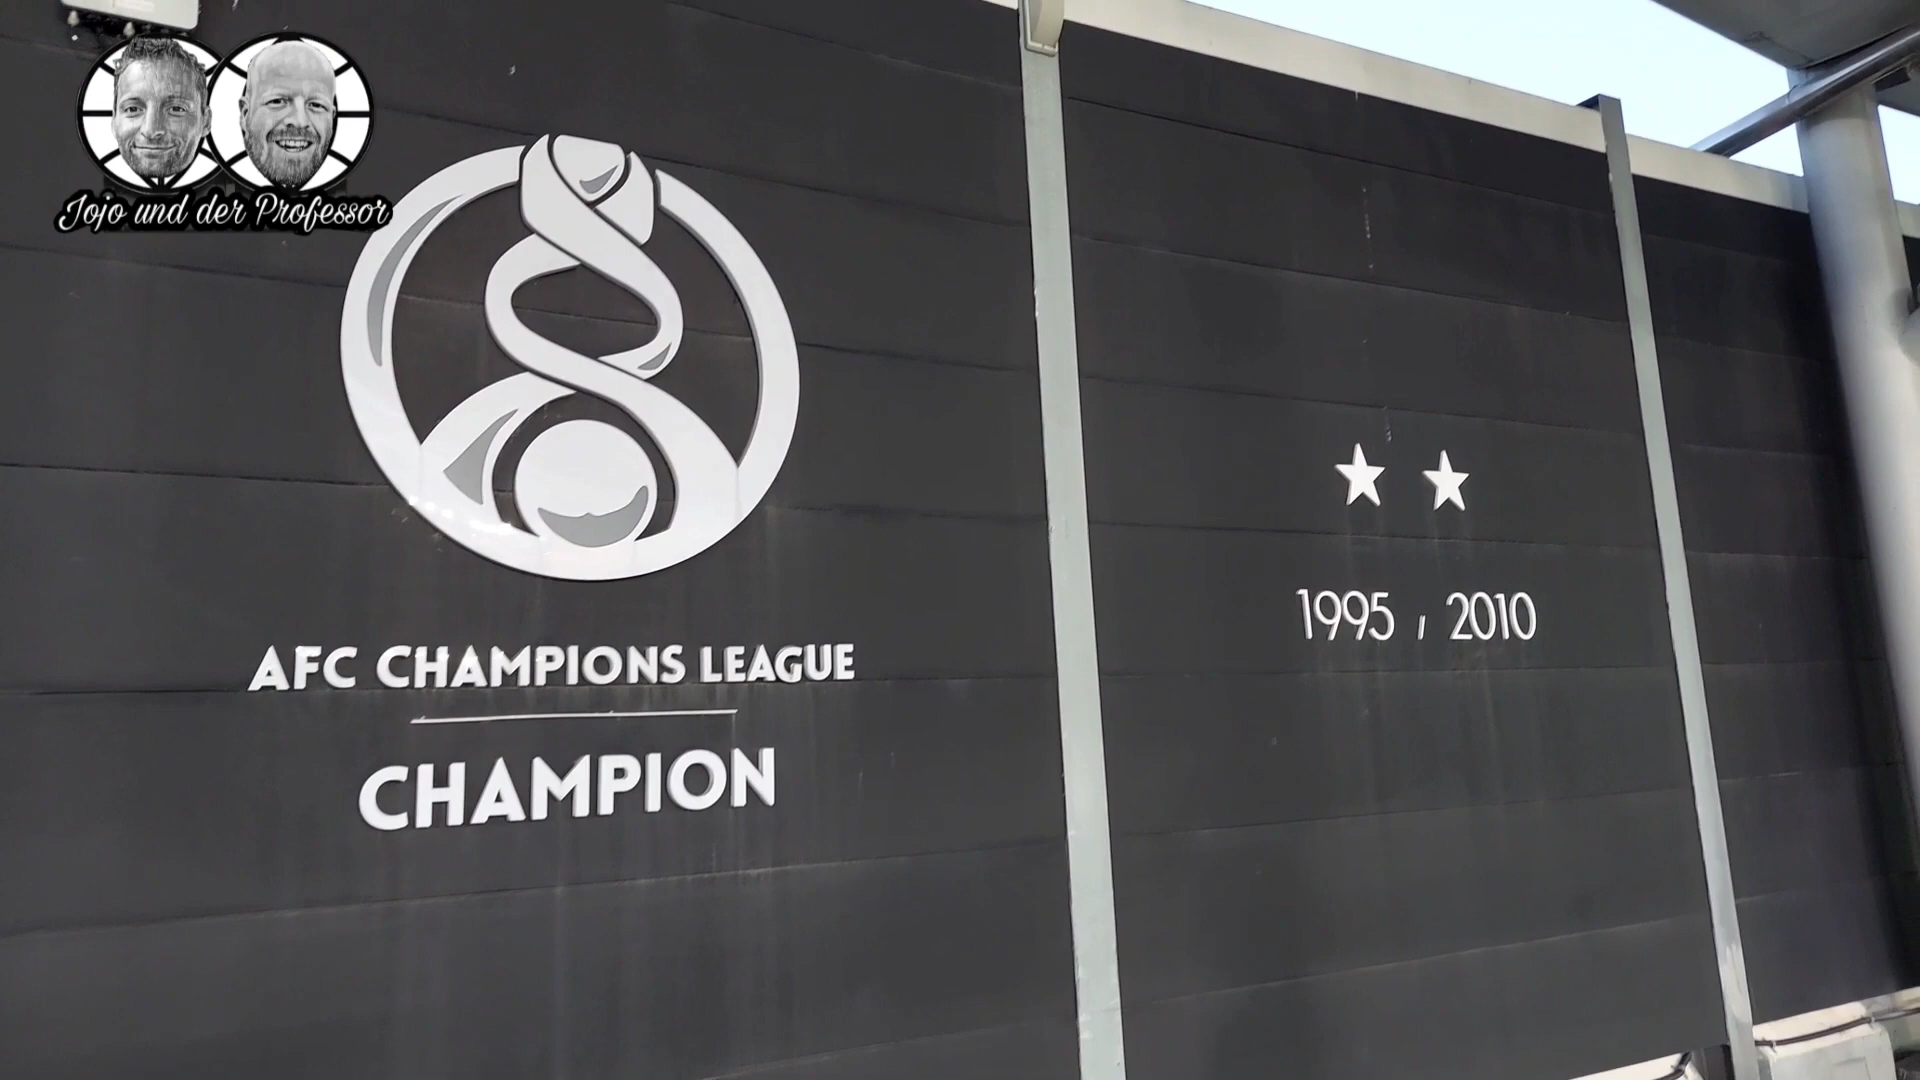 Jojo und der Professor
AFC CHAMPIONS LEAGUE
CHAMPION
1995, 2010